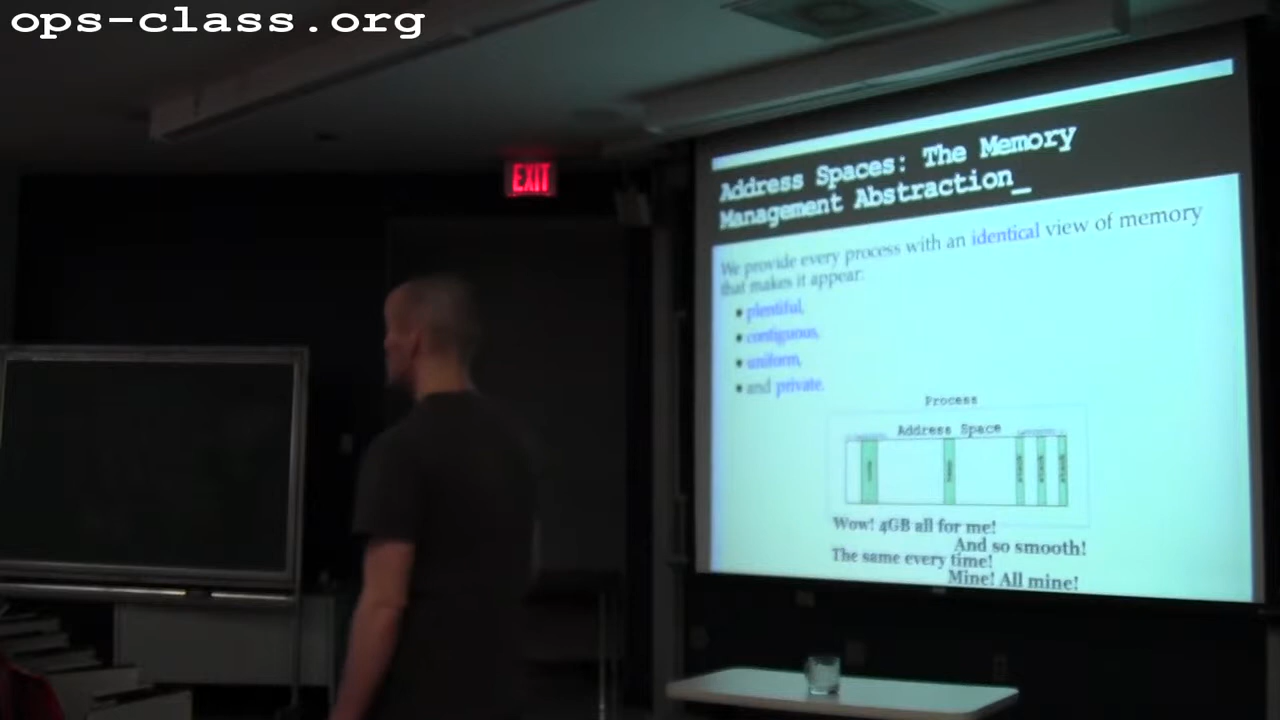 ops-class.org
EXIT
Address Spaces: The Memory
Management Abstraction_
We provide every process with an identical view of memory
that makes it appear:
• plentiful,
• contiguous,
• uniform,
• and private.
Process
Address Space
Wow! 4GB all for me!
And so smooth!
The same every time!
Mine! All mine!